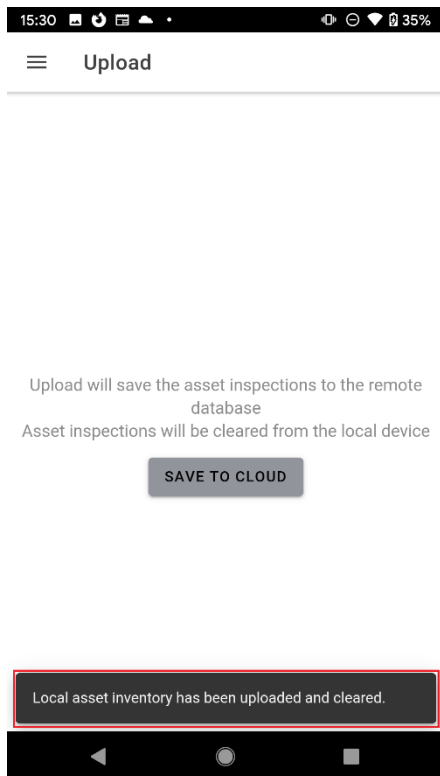 15:30
35%
Upload
Upload will save the asset inspections to the remote
database
Asset inspections will be cleared from the local device
SAVE TO CLOUD
Local asset inventory has been uploaded and cleared.